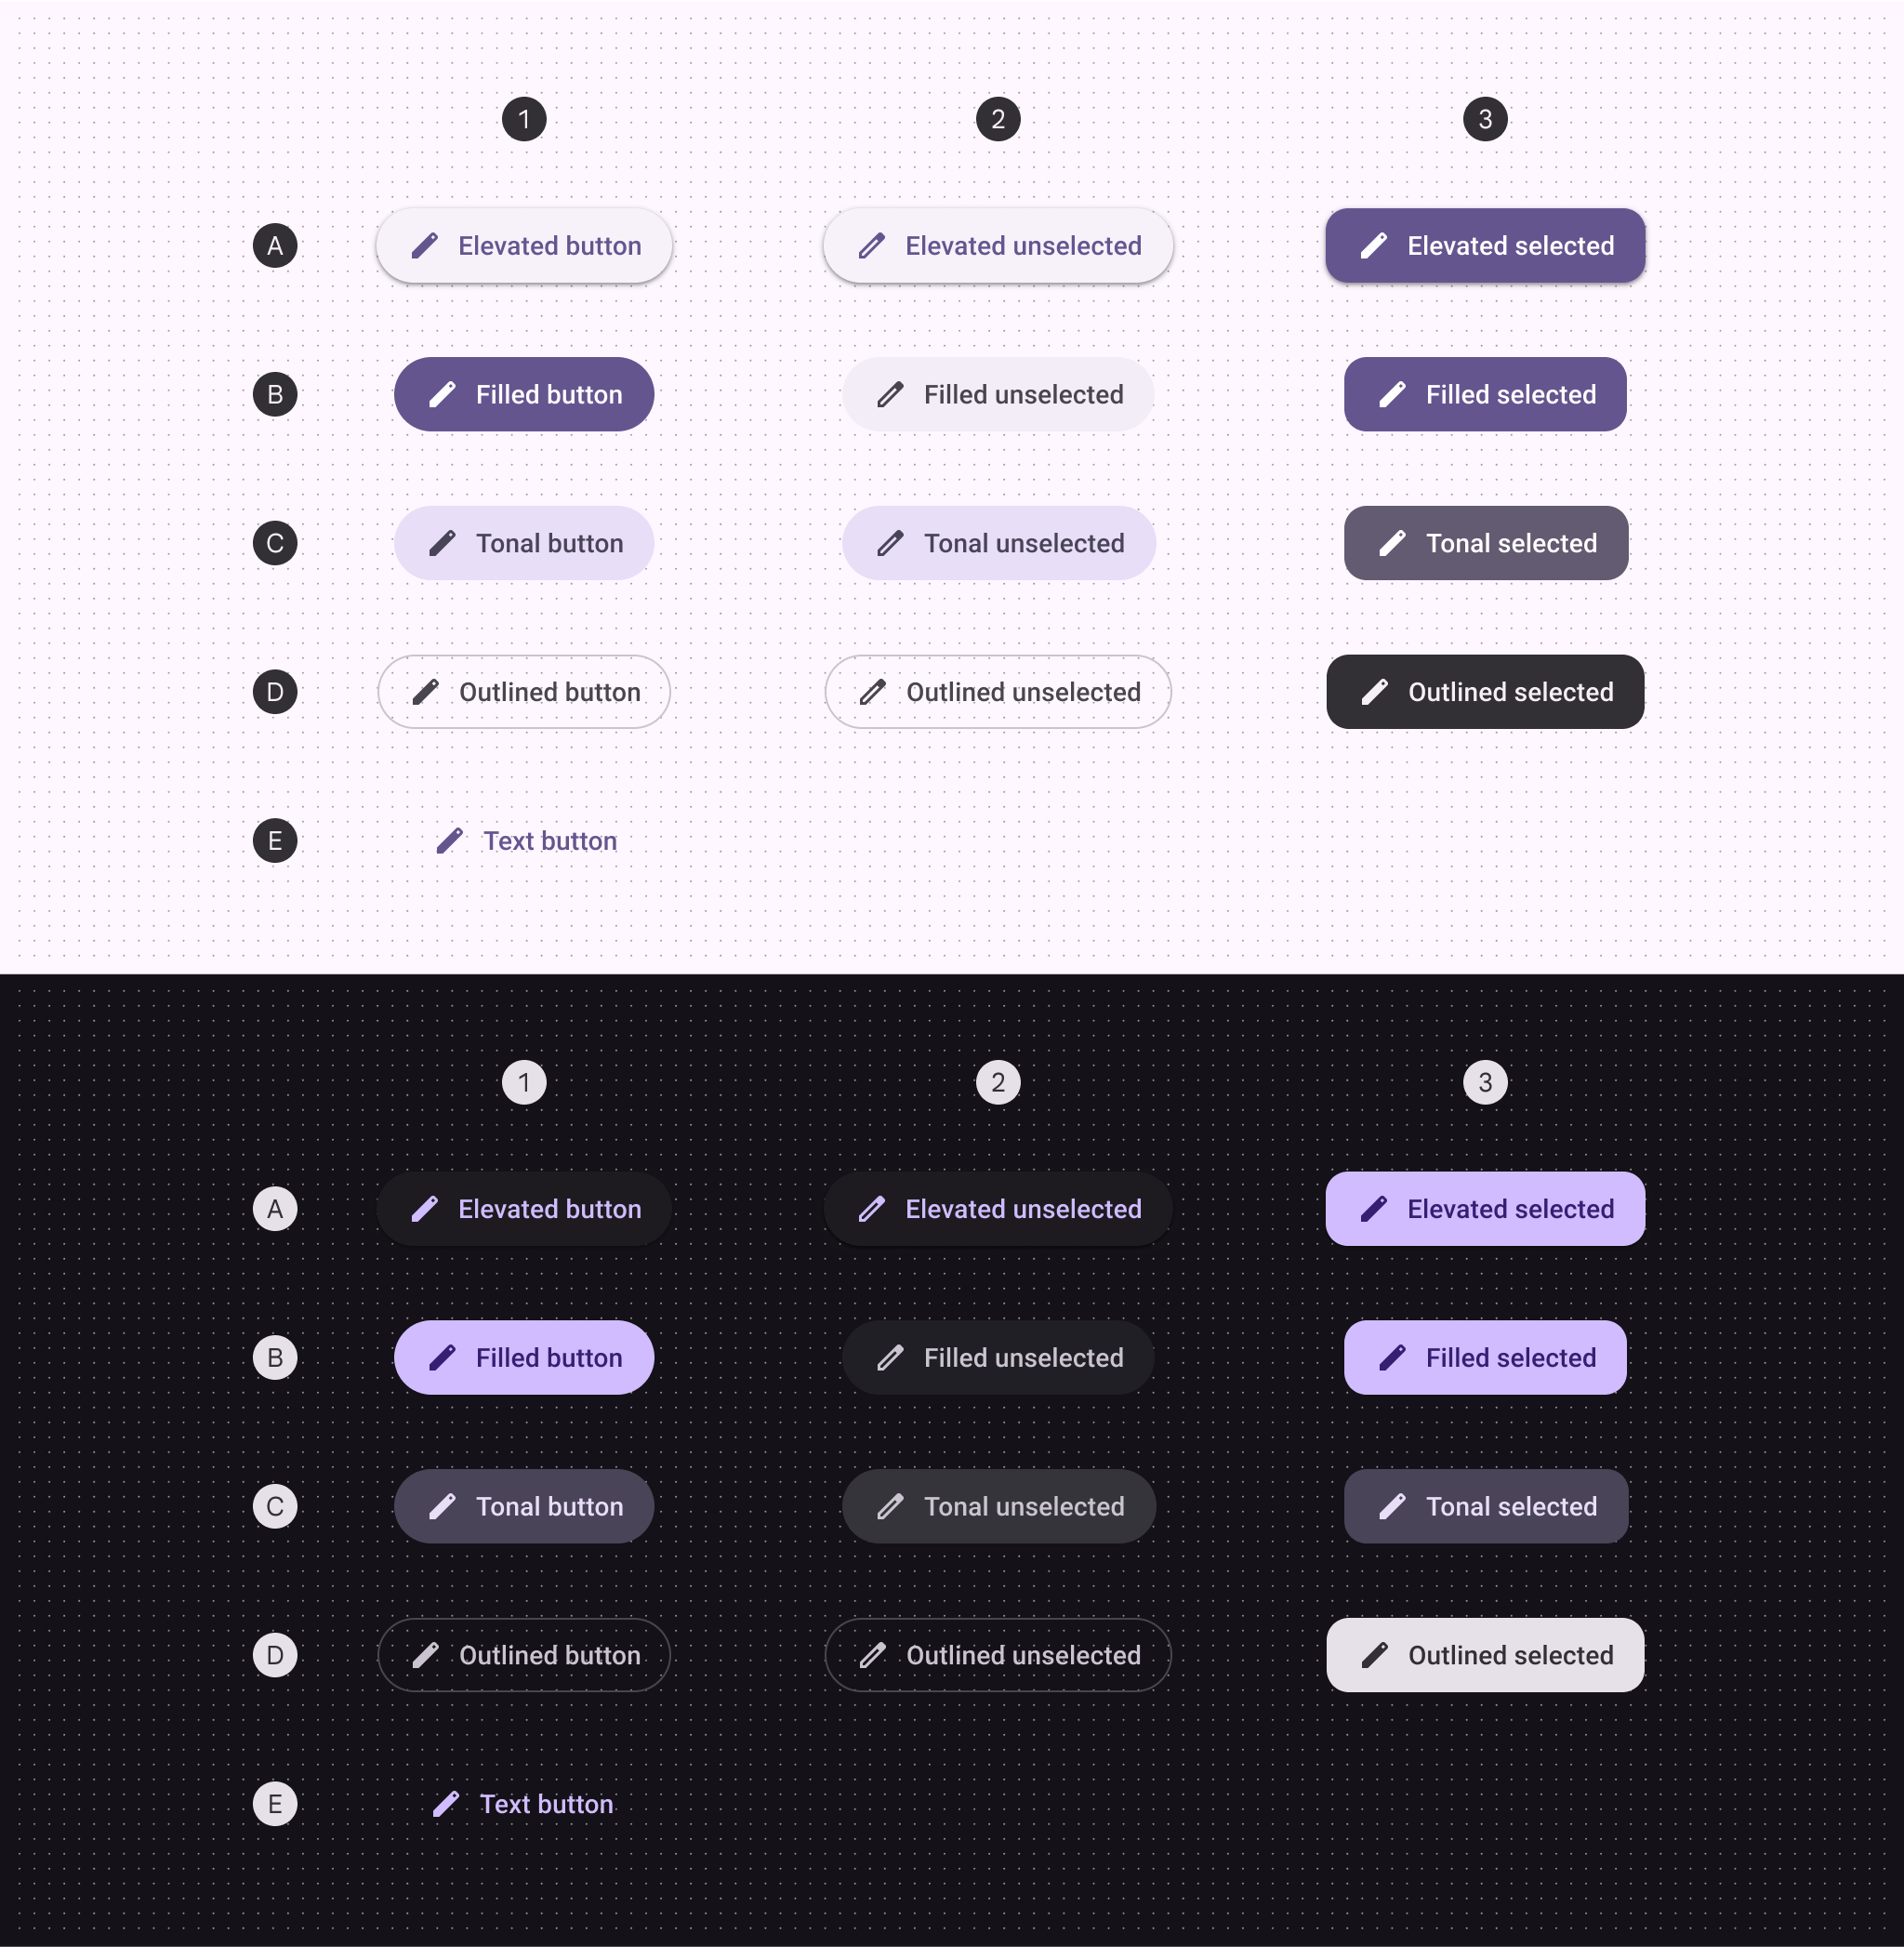 1 2 3
A Elevated button Elevated unselected Elevated selected
B Filled button Filled unselected Filled selected
C Tonal button Tonal unselected Tonal selected
D Outlined button Outlined unselected Outlined selected
E Text button
1 2 3
A Elevated button Elevated unselected Elevated selected
B Filled button Filled unselected Filled selected
C Tonal button Tonal unselected Tonal selected
D Outlined button Outlined unselected Outlined selected
E Text button